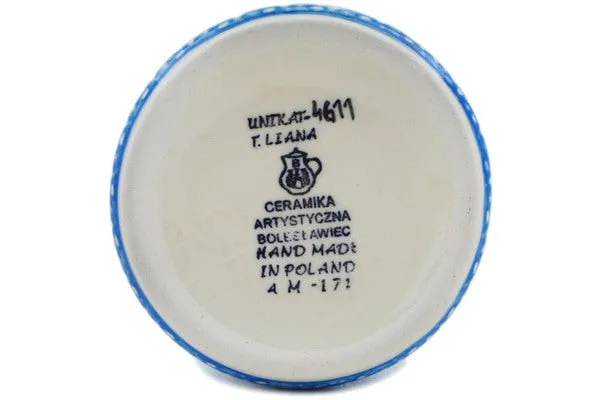 UNIKAT-4611
T. LIANA
CERAMIKA
ARTYSTYCZNA
BOLESŁAWIEC
HAND MADE
IN POLAND
A M -171